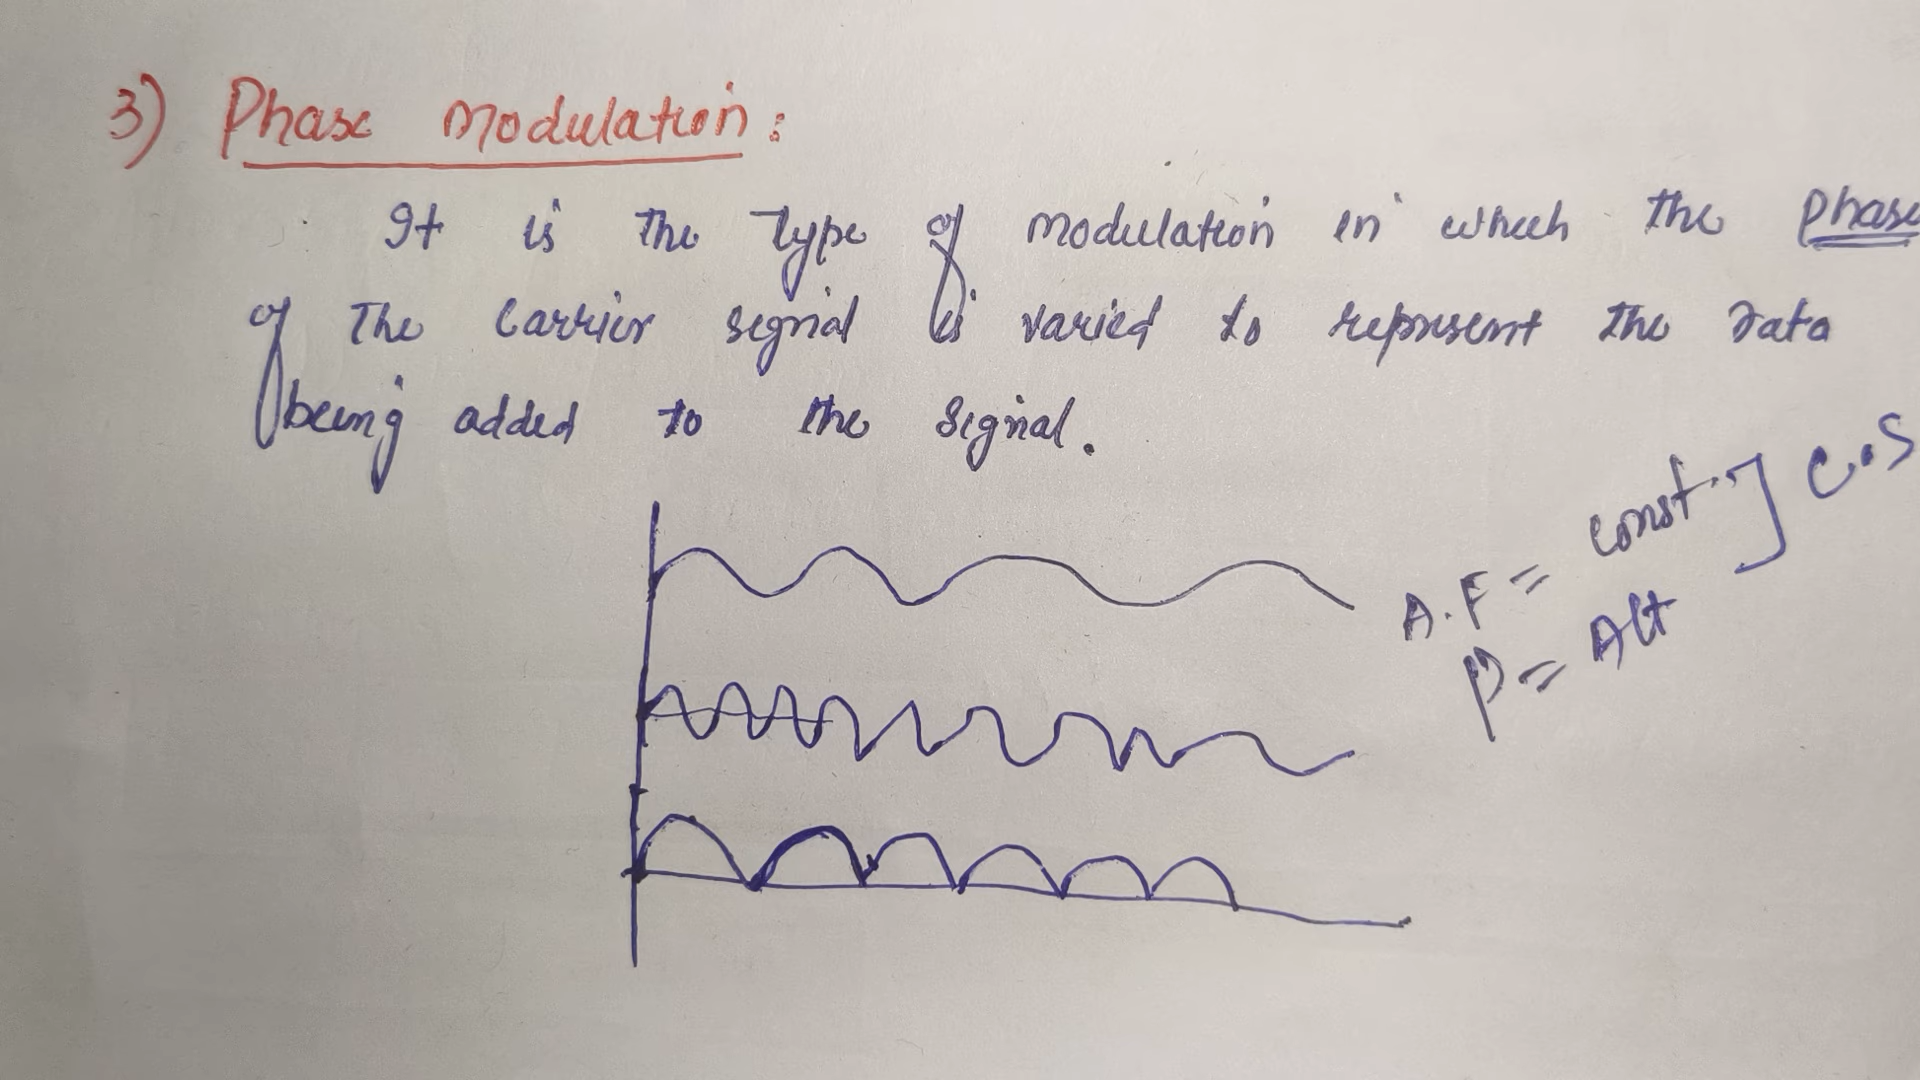 3) Phase Modulation:
It is the type of modulation in which the phase
of the carrier signal is varied to represent the data
being added to the signal.
A.F = const.] C.S
P = Alt